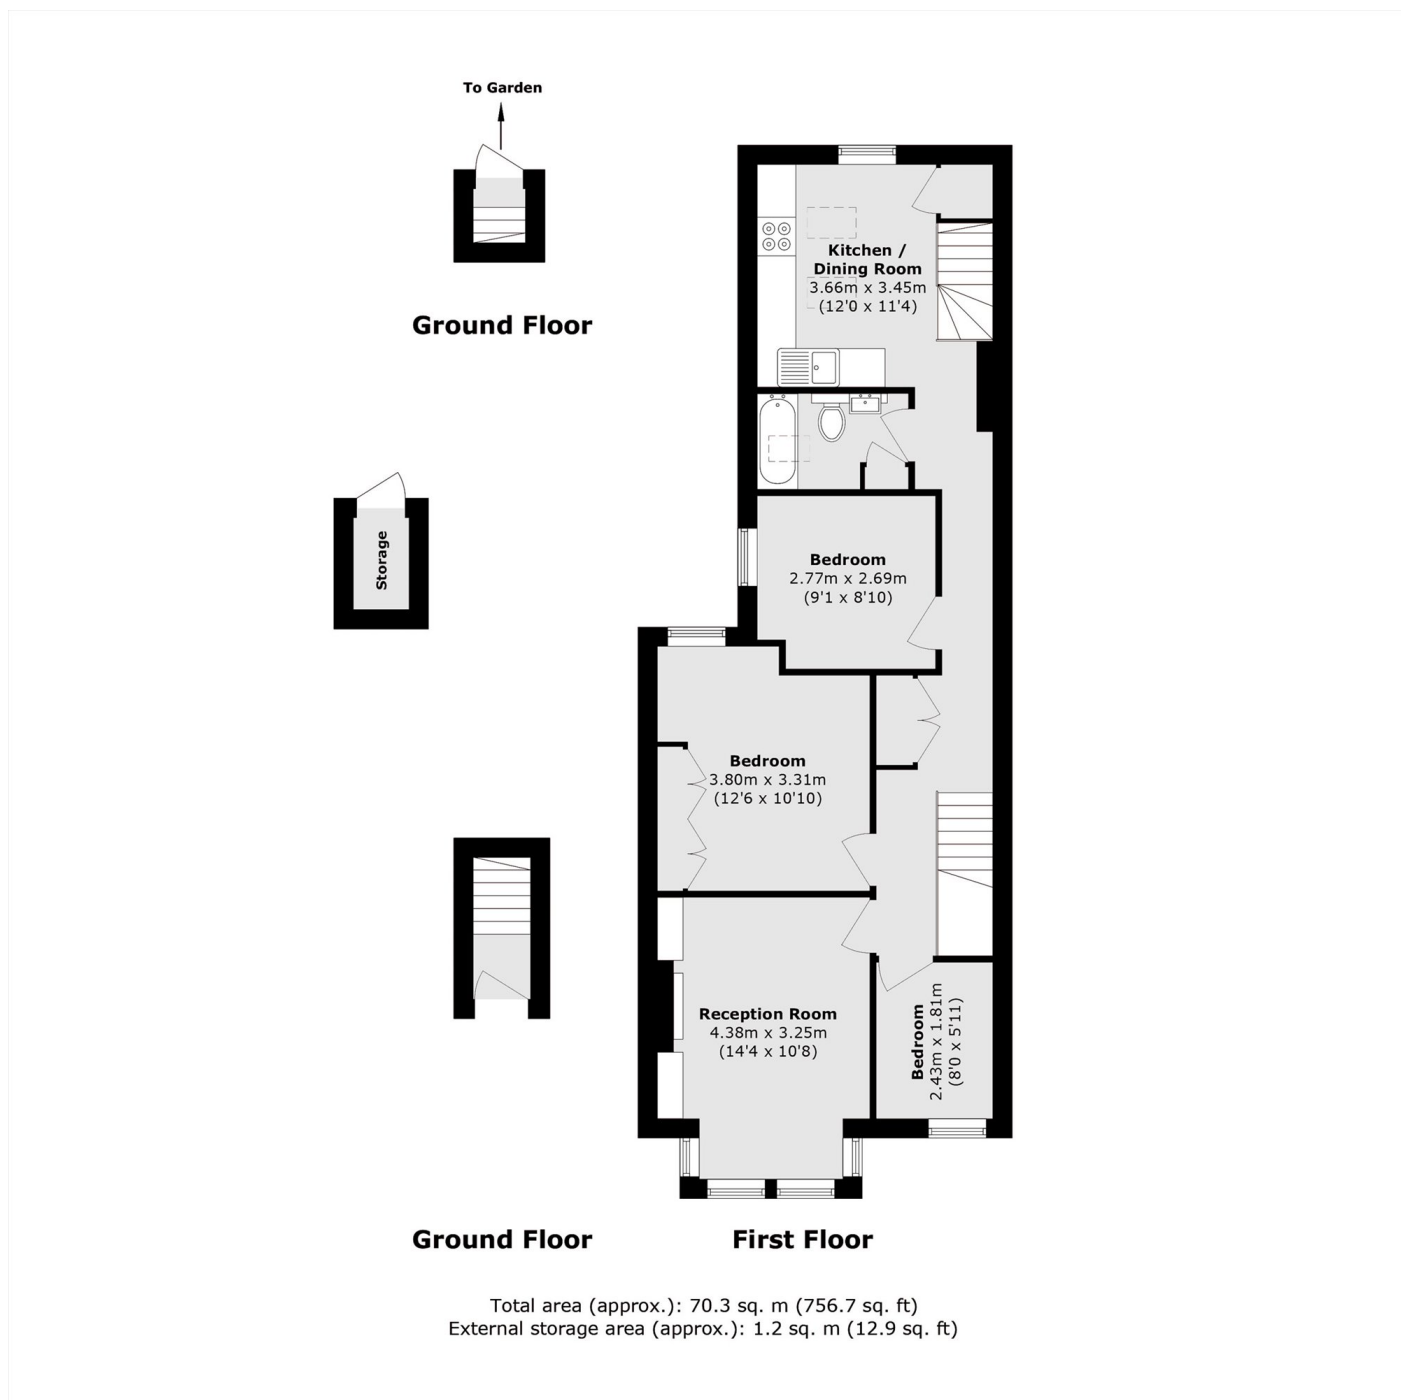 To Garden
Ground Floor
Kitchen /
Dining Room
3.66m x 3.45m
(12'0 x 11'4)
Storage
Bedroom
2.77m x 2.69m
(9'1 x 8'10)
Bedroom
3.80m x 3.31m
(12'6 x 10'10)
Reception Room
4.38m x 3.25m
(14'4 x 10'8)
Bedroom
2.43m x 1.81m
(8'0 x 5'11)
Ground Floor
First Floor
Total area (approx.): 70.3 sq. m (756.7 sq. ft)
External storage area (approx.): 1.2 sq. m (12.9 sq. ft)